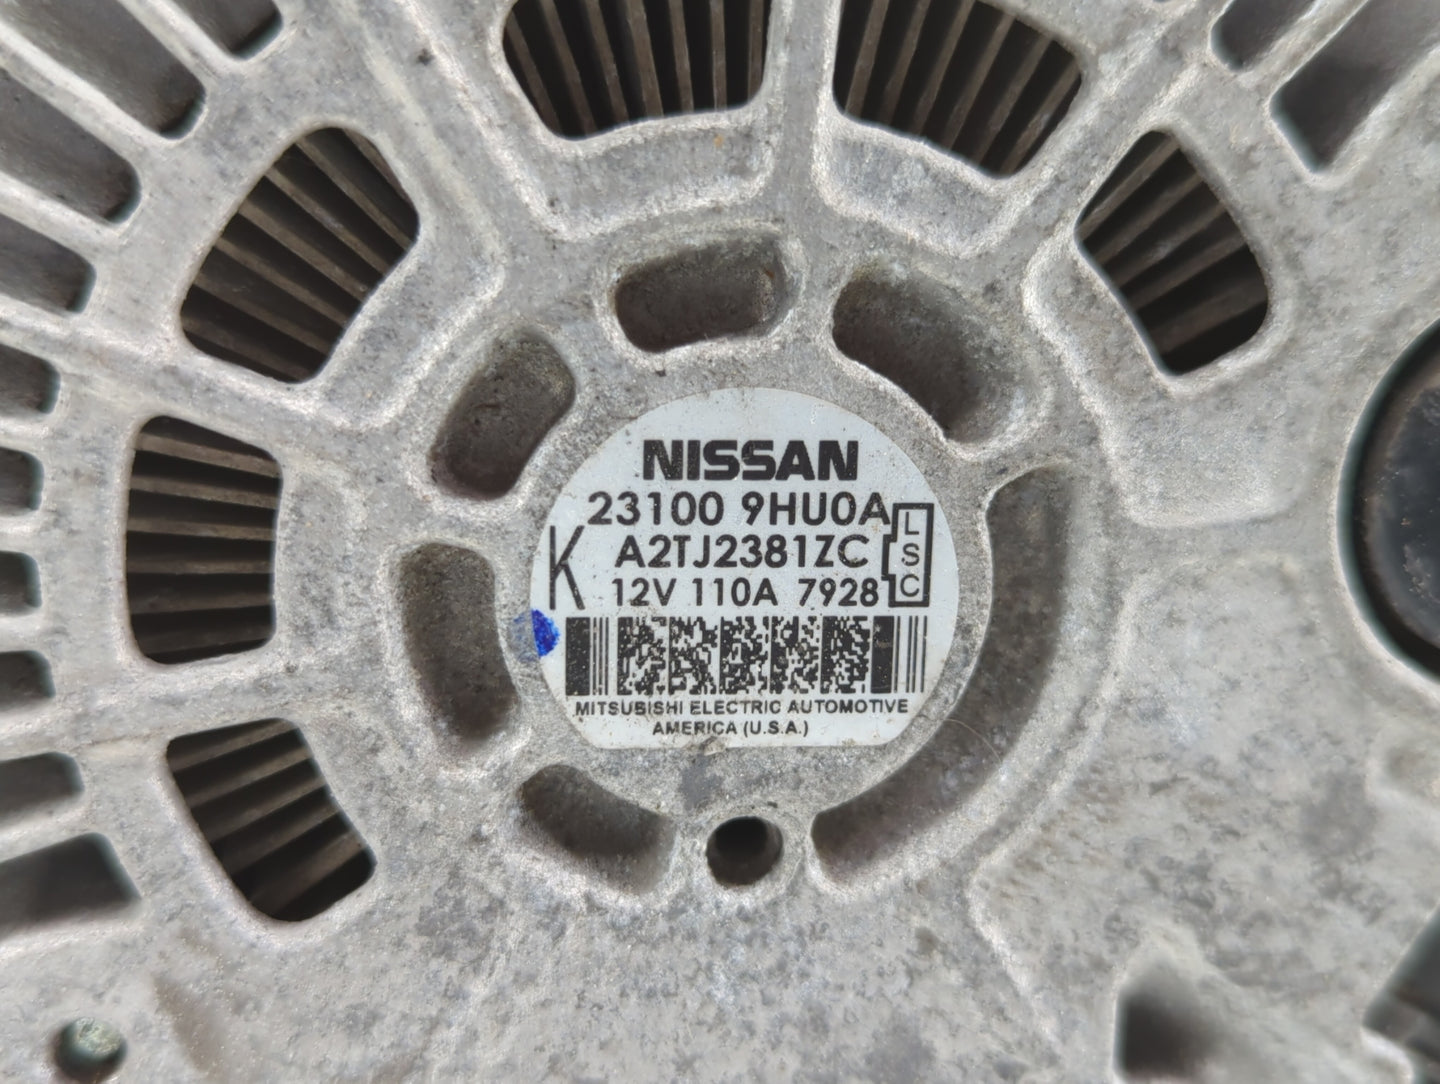 NISSAN
23100 9HU0A
K A2TJ2381ZC LSC
12V 110A 7928
MITSUBISHI ELECTRIC AUTOMOTIVE
AMERICA (U.S.A.)